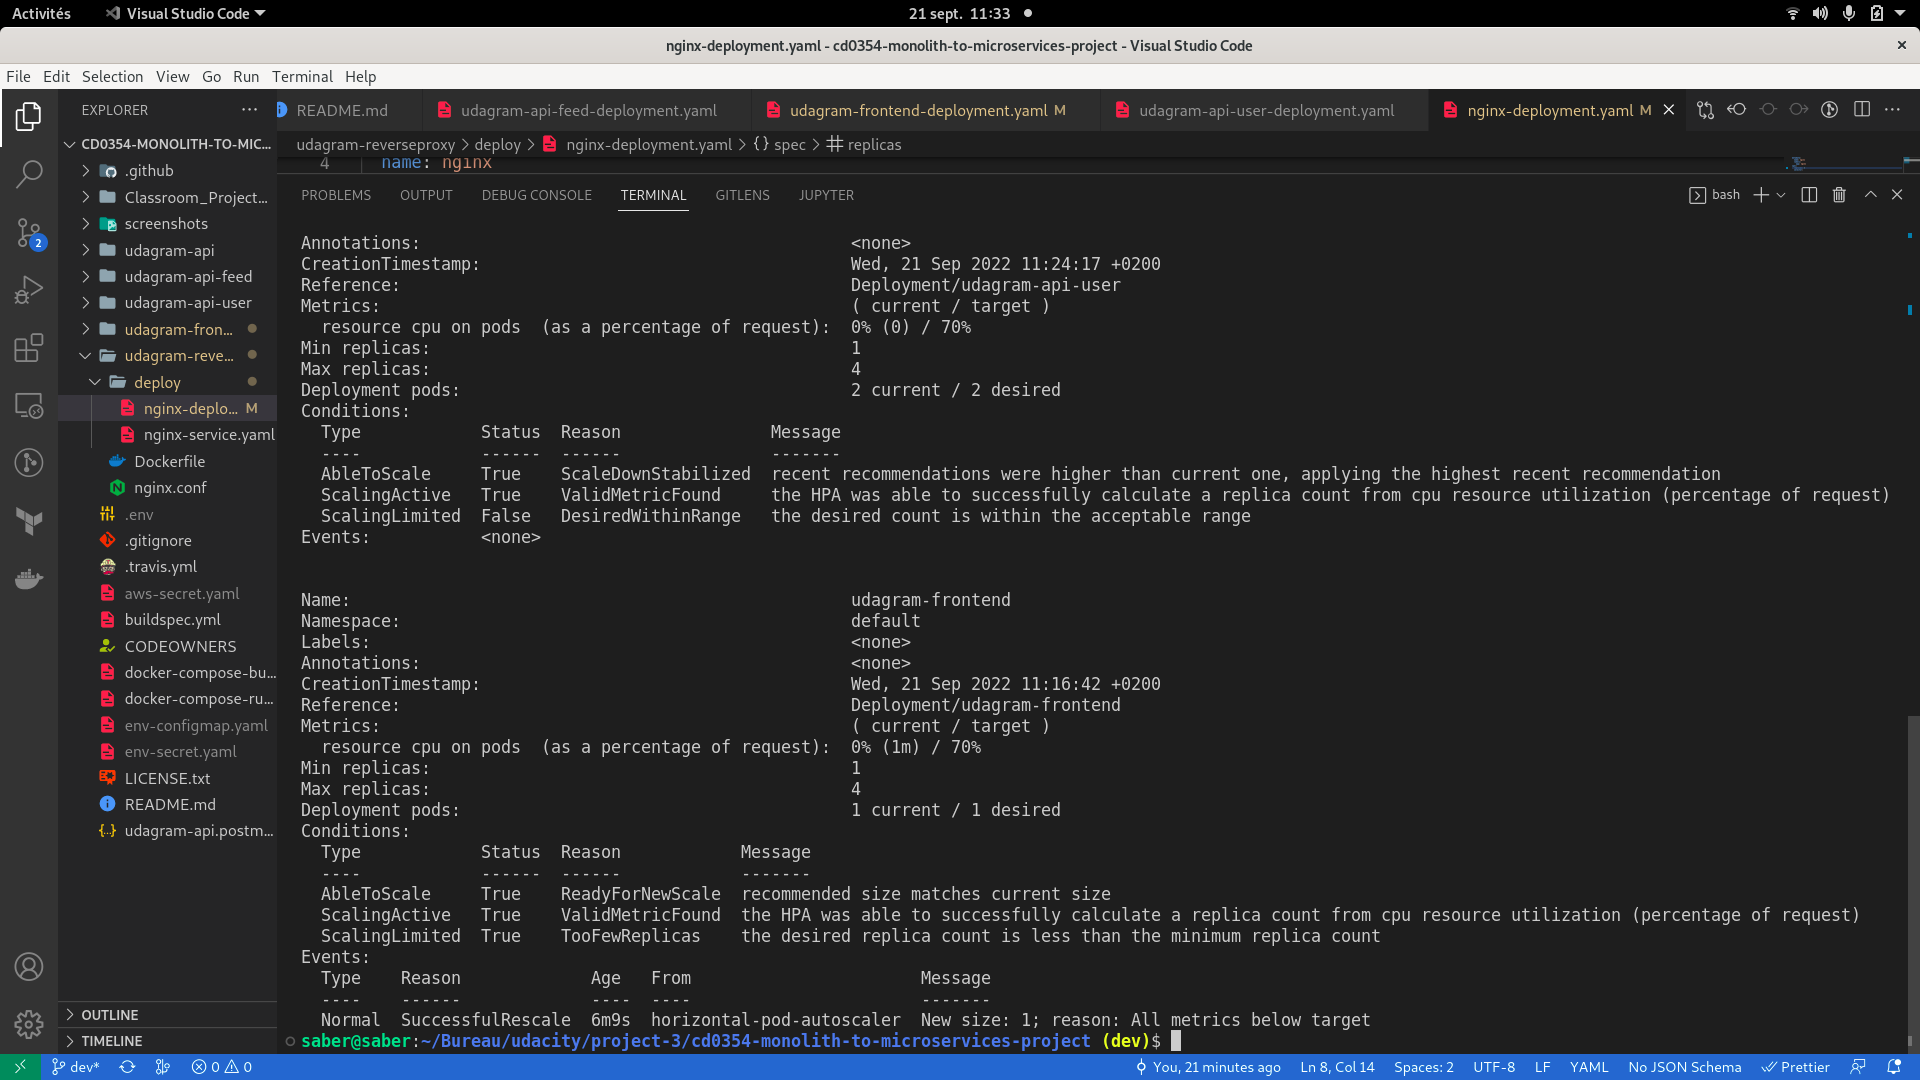 Activités Visual Studio Code 21 sept. 11:33
nginx-deployment.yaml - cd0354-monolith-to-microservices-project - Visual Studio Code
File Edit Selection View Go Run Terminal Help
EXPLORER
README.md udagram-api-feed-deployment.yaml udagram-frontend-deployment.yaml M udagram-api-user-deployment.yaml nginx-deployment.yaml M
udagram-reverseproxy > deploy > nginx-deployment.yaml > {} spec > replicas
4 name: nginx
PROBLEMS OUTPUT DEBUG CONSOLE TERMINAL GITLENS JUPYTER bash
CD0354-MONOLITH-TO-MIC...
.github
Classroom_Project...
screenshots
udagram-api
udagram-api-feed
udagram-api-user
udagram-fron...
udagram-reve...
deploy
nginx-deplo... M
nginx-service.yaml
Dockerfile
nginx.conf
.env
.gitignore
.travis.yml
aws-secret.yaml
buildspec.yml
CODEOWNERS
docker-compose-bu...
docker-compose-ru...
env-configmap.yaml
env-secret.yaml
LICENSE.txt
README.md
udagram-api.postm...
OUTLINE
TIMELINE
2
Annotations: <none>
CreationTimestamp: Wed, 21 Sep 2022 11:24:17 +0200
Reference: Deployment/udagram-api-user
Metrics: ( current / target )
resource cpu on pods (as a percentage of request): 0% (0) / 70%
Min replicas: 1
Max replicas: 4
Deployment pods: 2 current / 2 desired
Conditions:
Type Status Reason Message
---- ------ ------ -------
AbleToScale True ScaleDownStabilized recent recommendations were higher than current one, applying the highest recent recommendation
ScalingActive True ValidMetricFound the HPA was able to successfully calculate a replica count from cpu resource utilization (percentage of request)
ScalingLimited False DesiredWithinRange the desired count is within the acceptable range
Events: <none>
Name: udagram-frontend
Namespace: default
Labels: <none>
Annotations: <none>
CreationTimestamp: Wed, 21 Sep 2022 11:16:42 +0200
Reference: Deployment/udagram-frontend
Metrics: ( current / target )
resource cpu on pods (as a percentage of request): 0% (1m) / 70%
Min replicas: 1
Max replicas: 4
Deployment pods: 1 current / 1 desired
Conditions:
Type Status Reason Message
---- ------ ------ -------
AbleToScale True ReadyForNewScale recommended size matches current size
ScalingActive True ValidMetricFound the HPA was able to successfully calculate a replica count from cpu resource utilization (percentage of request)
ScalingLimited True TooFewReplicas the desired replica count is less than the minimum replica count
Events:
Type Reason Age From Message
---- ------ ---- ---- -------
Normal SuccessfulRescale 6m9s horizontal-pod-autoscaler New size: 1; reason: All metrics below target
saber@saber:~/Bureau/udacity/project-3/cd0354-monolith-to-microservices-project (dev)$
dev* 0 0 You, 21 minutes ago Ln 8, Col 14 Spaces: 2 UTF-8 LF YAML No JSON Schema Prettier